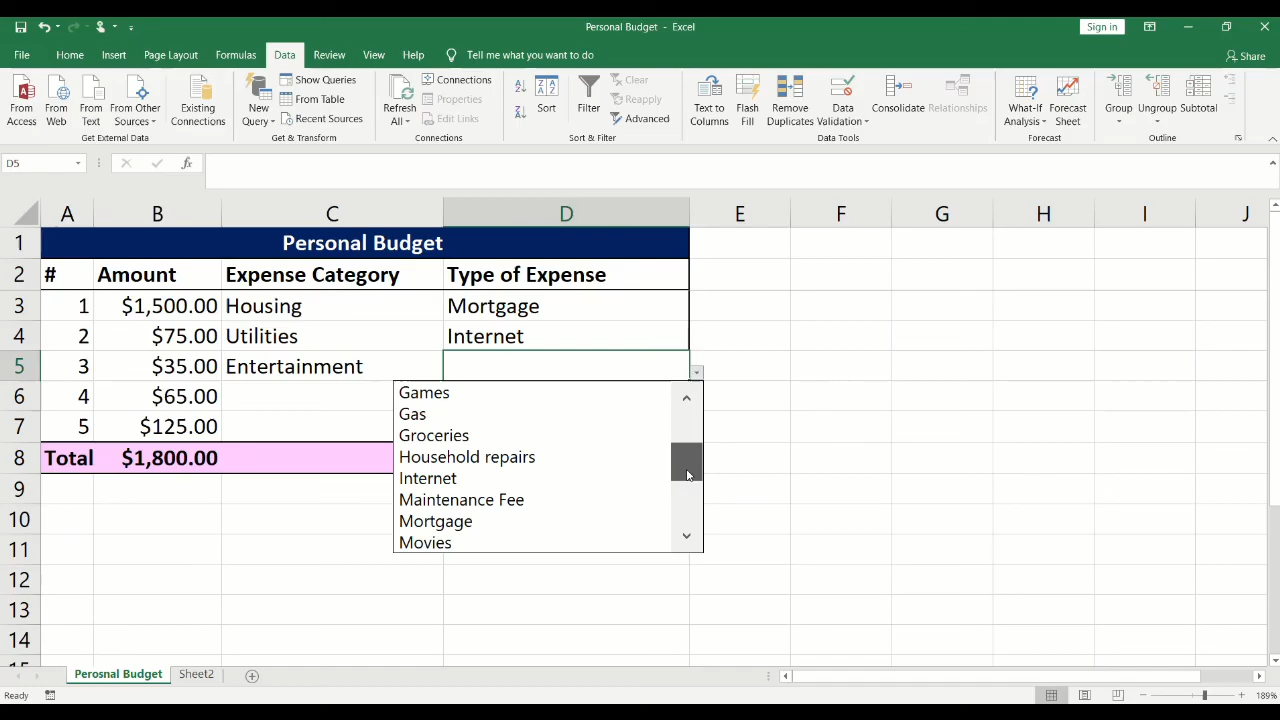 Personal Budget - Excel
Sign in
File Home Insert Page Layout Formulas Data Review View Help Tell me what you want to do Share
From Access
From Web
From Text
From Other Sources
Existing Connections
Get External Data
New Query
Show Queries
From Table
Recent Sources
Get & Transform
Refresh All
Connections
Properties
Edit Links
Connections
Sort
Filter
Clear
Reapply
Advanced
Sort & Filter
Text to Columns
Flash Fill
Remove Duplicates
Data Validation
Consolidate
Relationships
Data Tools
What-If Analysis
Forecast Sheet
Forecast
Group
Ungroup
Subtotal
Outline
D5 fx
A B C D E F G H I J
1 Personal Budget
2 # Amount Expense Category Type of Expense
3 1 $1,500.00 Housing Mortgage
4 2 $75.00 Utilities Internet
5 3 $35.00 Entertainment
6 4 $65.00
7 5 $125.00
8 Total $1,800.00
9
10
11
12
13
14
Games
Gas
Groceries
Household repairs
Internet
Maintenance Fee
Mortgage
Movies
Perosnal Budget Sheet2
Ready 189%